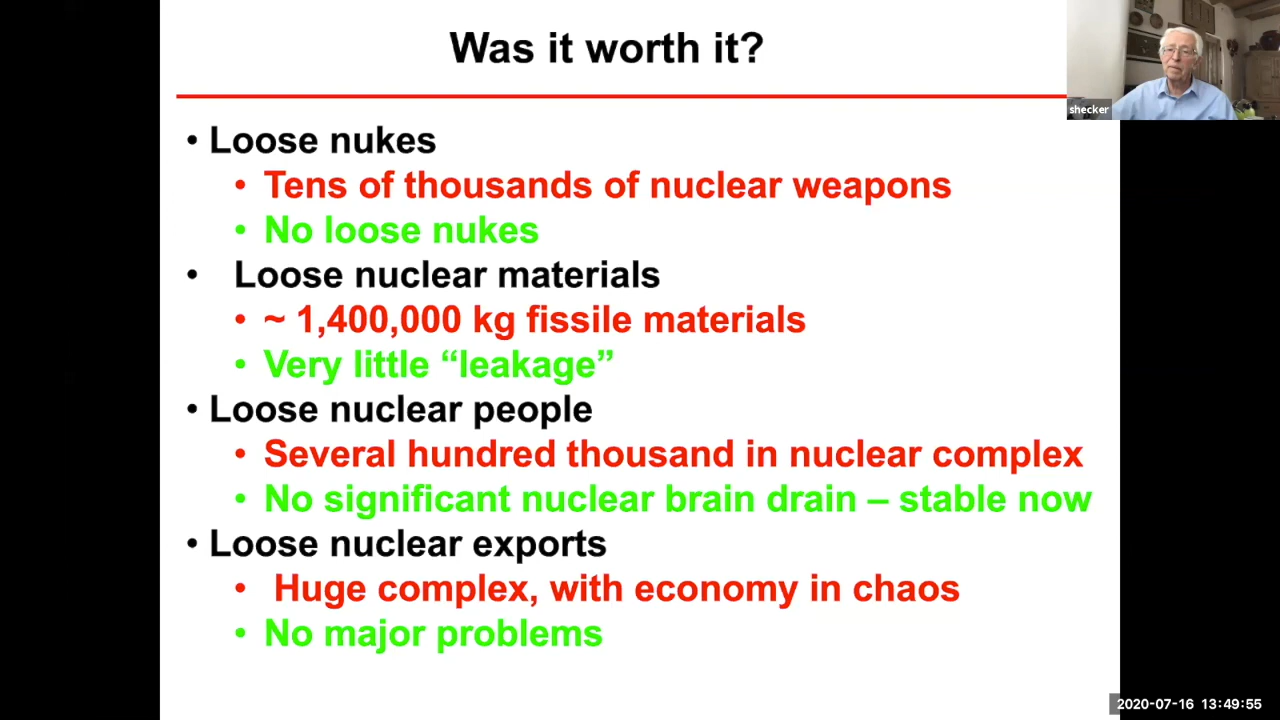 Was it worth it?
shecker
• Loose nukes
• Tens of thousands of nuclear weapons
• No loose nukes
• Loose nuclear materials
• ~ 1,400,000 kg fissile materials
• Very little “leakage”
• Loose nuclear people
• Several hundred thousand in nuclear complex
• No significant nuclear brain drain – stable now
• Loose nuclear exports
• Huge complex, with economy in chaos
• No major problems
2020-07-16 13:49:55